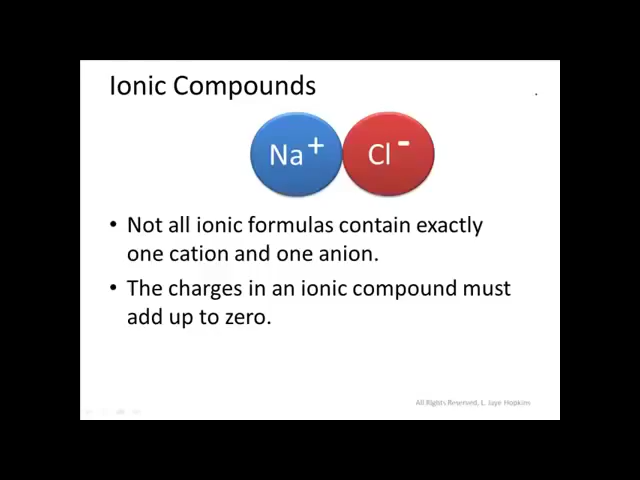 Ionic Compounds
Na+ Cl-
• Not all ionic formulas contain exactly
one cation and one anion.
• The charges in an ionic compound must
add up to zero.
All Rights Reserved, L. Jaye Hopkins